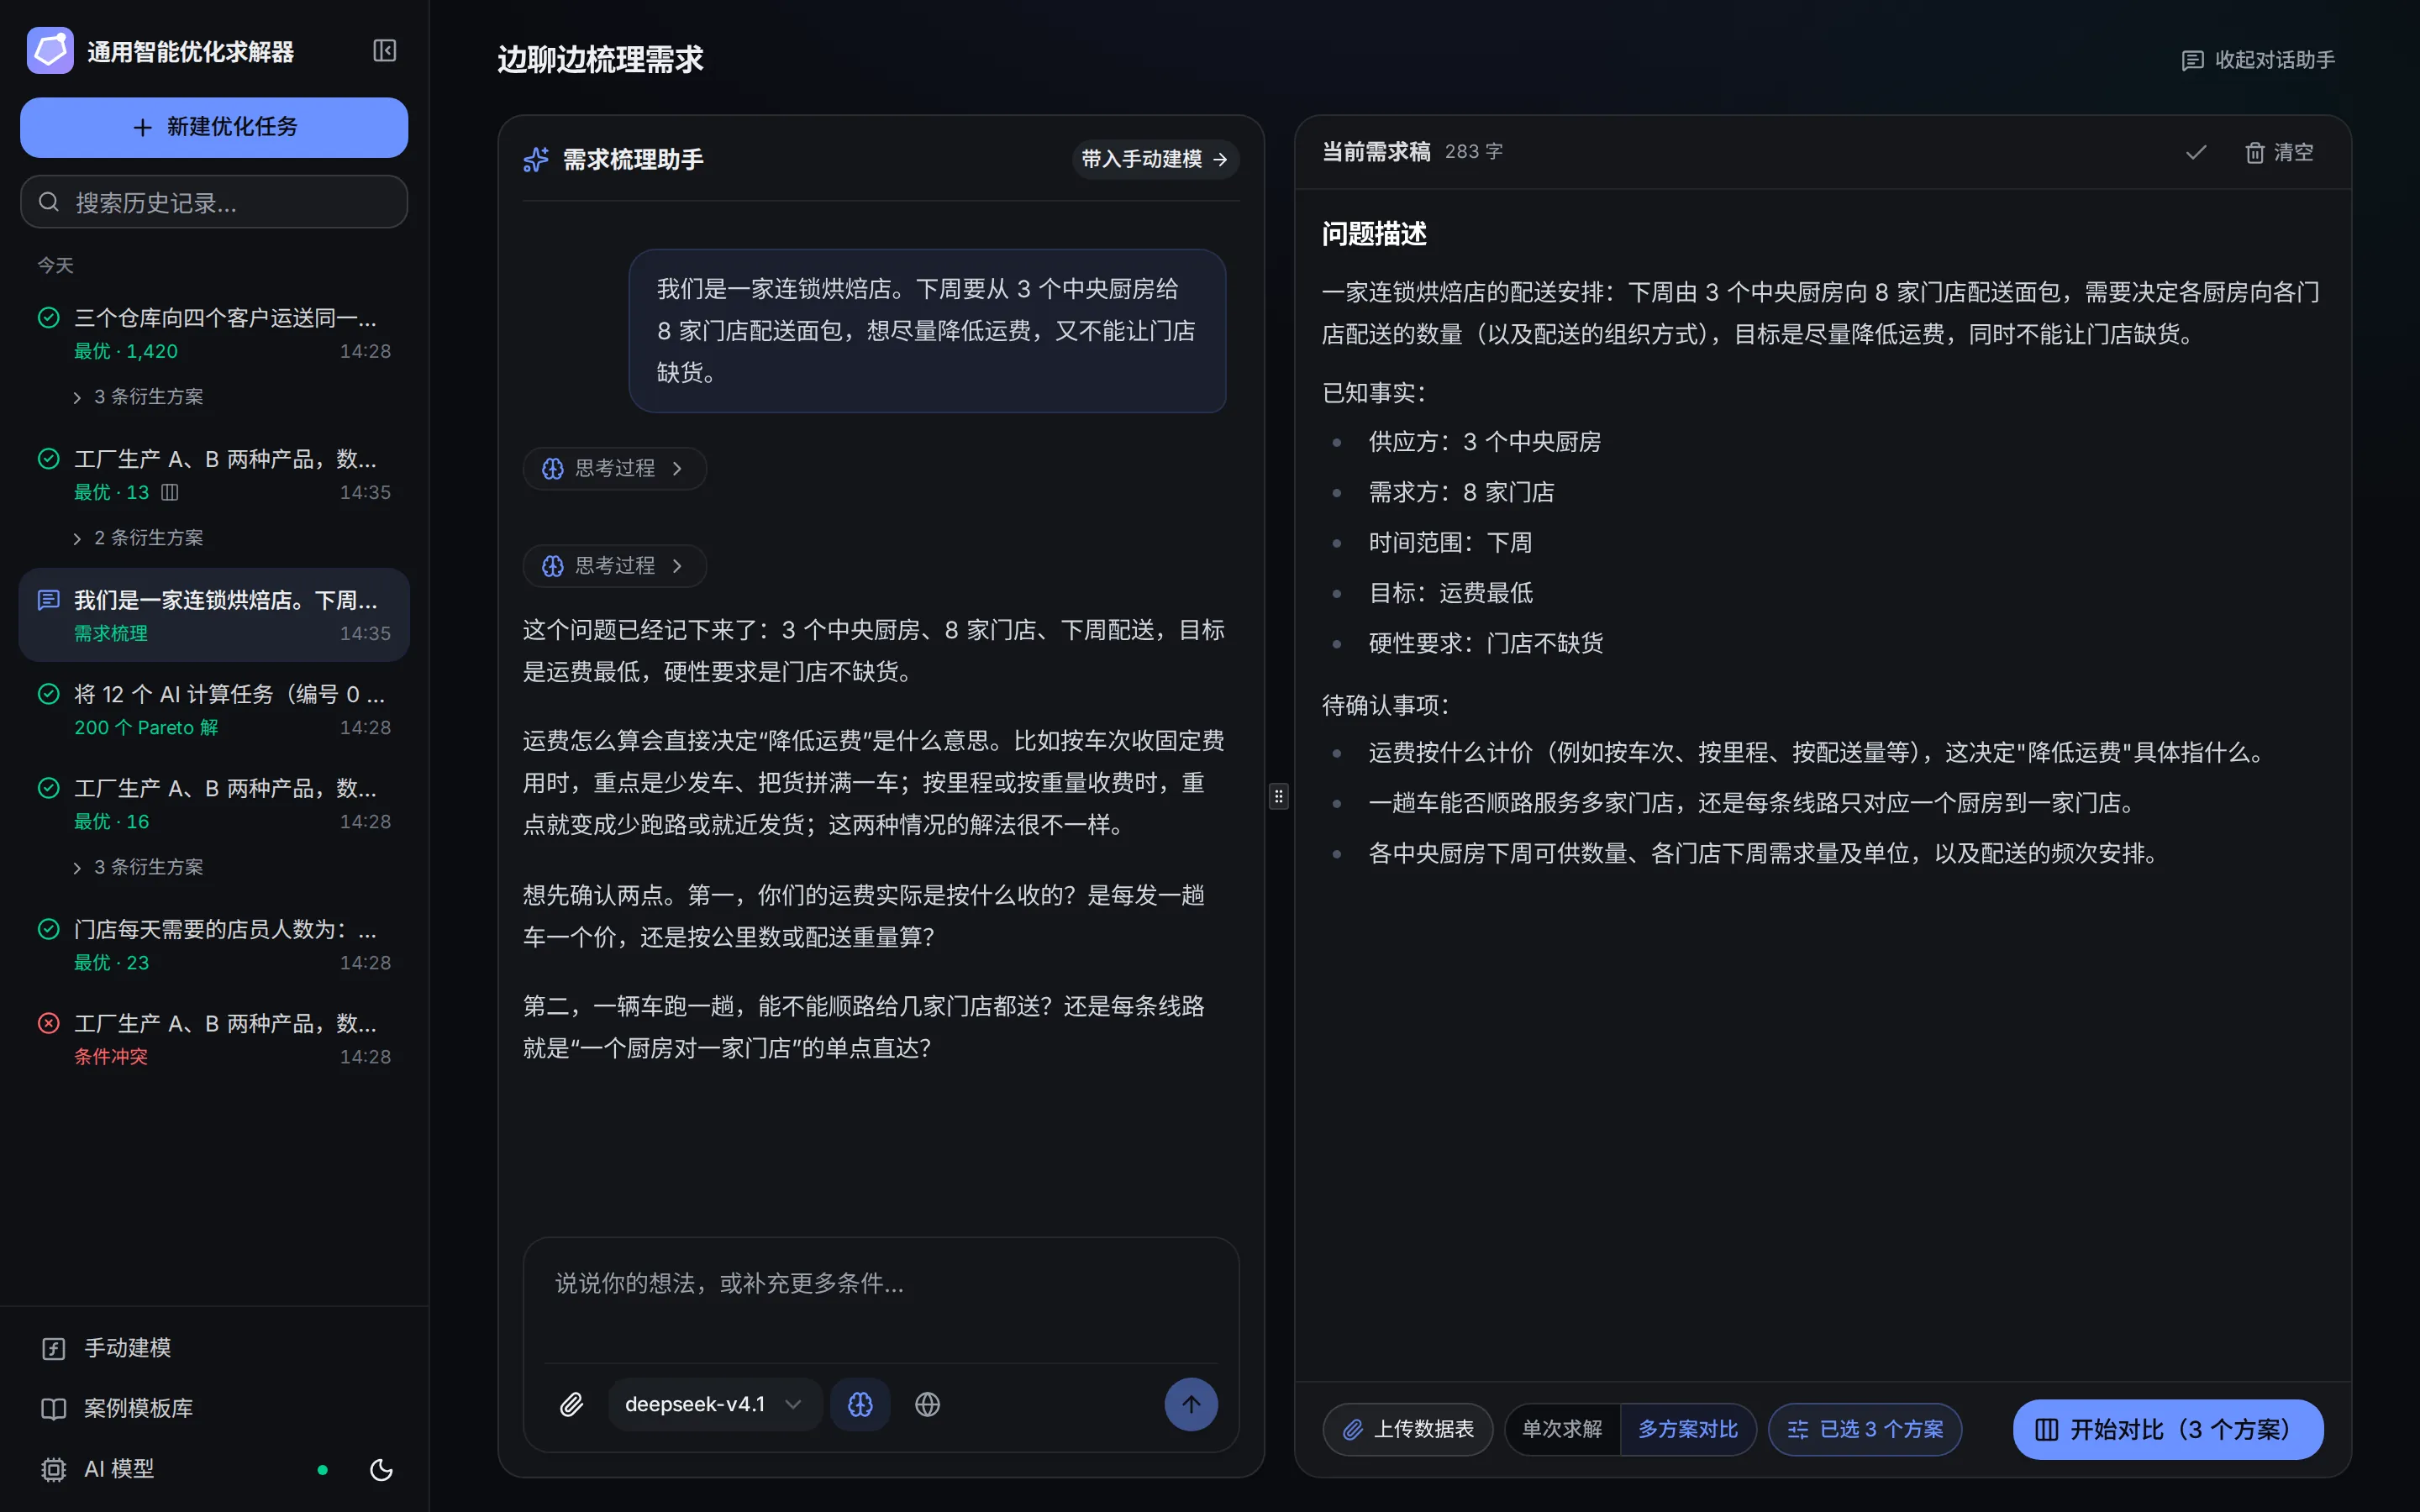 通用智能优化求解器
新建优化任务
搜索历史记录...
今天
三个仓库向四个客户运送同一...
最优 · 1,420
14:28
3 条衍生方案
工厂生产 A、B 两种产品，数...
最优 · 13
14:35
2 条衍生方案
我们是一家连锁烘焙店。下周...
需求梳理
14:35
将 12 个 AI 计算任务（编号 0 ...
200 个 Pareto 解
14:28
工厂生产 A、B 两种产品，数...
最优 · 16
14:28
3 条衍生方案
门店每天需要的店员人数为：...
最优 · 23
14:28
工厂生产 A、B 两种产品，数...
条件冲突
14:28
手动建模
案例模板库
AI 模型
边聊边梳理需求
收起对话助手
需求梳理助手
带入手动建模 →
我们是一家连锁烘焙店。下周要从 3 个中央厨房给
8 家门店配送面包，想尽量降低运费，又不能让门店
缺货。
思考过程
思考过程
这个问题已经记下来了：3 个中央厨房、8 家门店、下周配送，目标
是运费最低，硬性要求是门店不缺货。
运费怎么算会直接决定“降低运费”是什么意思。比如按车次收固定费
用时，重点是少发车、把货拼满一车；按里程或按重量收费时，重
点就变成少跑路或就近发货；这两种情况的解法很不一样。
想先确认两点。第一，你们的运费实际是按什么收的？是每发一趟
车一个价，还是按公里数或配送重量算？
第二，一辆车跑一趟，能不能顺路给几家门店都送？还是每条线路
就是“一个厨房对一家门店”的单点直达？
说说你的想法，或补充更多条件...
deepseek-v4.1
当前需求稿 283 字
清空
问题描述
一家连锁烘焙店的配送安排：下周由 3 个中央厨房向 8 家门店配送面包，需要决定各厨房向各门
店配送的数量（以及配送的组织方式），目标是尽量降低运费，同时不能让门店缺货。
已知事实：
供应方：3 个中央厨房
需求方：8 家门店
时间范围：下周
目标：运费最低
硬性要求：门店不缺货
待确认事项：
运费按什么计价（例如按车次、按里程、按配送量等），这决定"降低运费"具体指什么。
一趟车能否顺路服务多家门店，还是每条线路只对应一个厨房到一家门店。
各中央厨房下周可供数量、各门店下周需求量及单位，以及配送的频次安排。
上传数据表
单次求解
多方案对比
已选 3 个方案
开始对比（3 个方案）